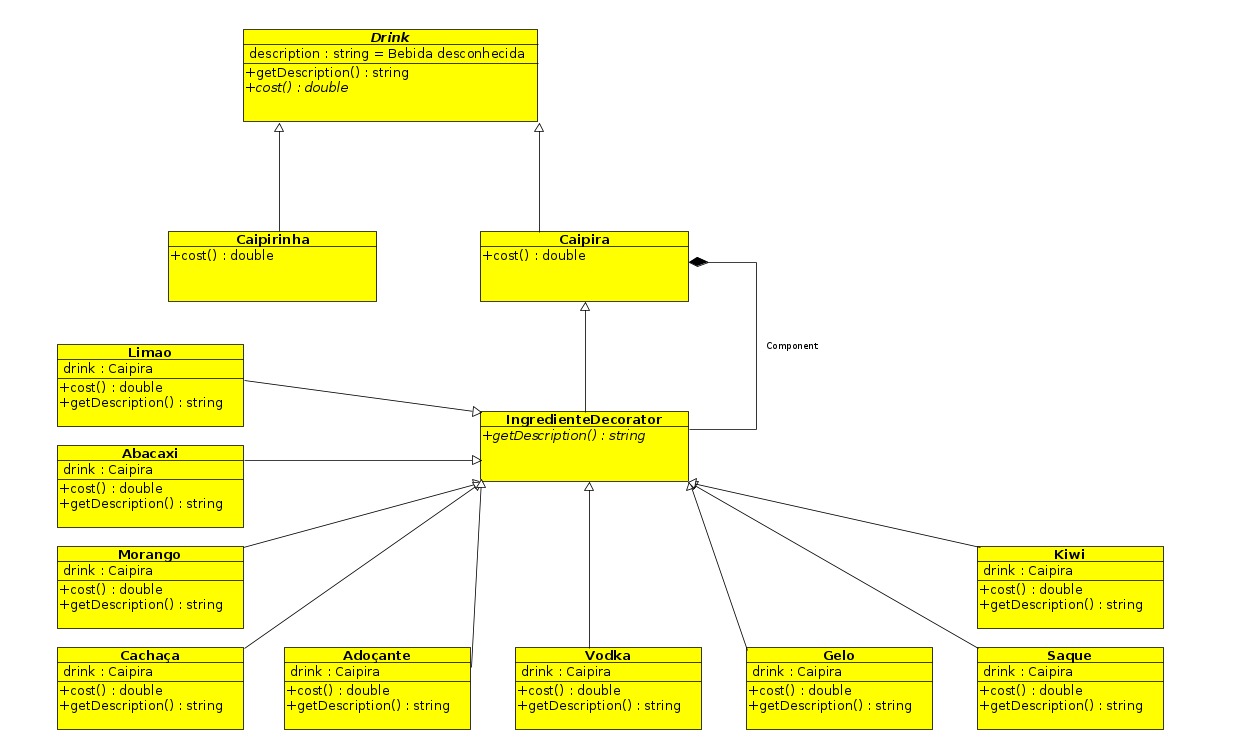 Drink
description : string = Bebida desconhecida
+getDescription() : string
+cost() : double
Caipirinha
+cost() : double
Caipira
+cost() : double
Component
Limao
drink : Caipira
+cost() : double
+getDescription() : string
IngredienteDecorator
+getDescription() : string
Abacaxi
drink : Caipira
+cost() : double
+getDescription() : string
Morango
drink : Caipira
+cost() : double
+getDescription() : string
Kiwi
drink : Caipira
+cost() : double
+getDescription() : string
Cachaça
drink : Caipira
+cost() : double
+getDescription() : string
Adoçante
drink : Caipira
+cost() : double
+getDescription() : string
Vodka
drink : Caipira
+cost() : double
+getDescription() : string
Gelo
drink : Caipira
+cost() : double
+getDescription() : string
Saque
drink : Caipira
+cost() : double
+getDescription() : string